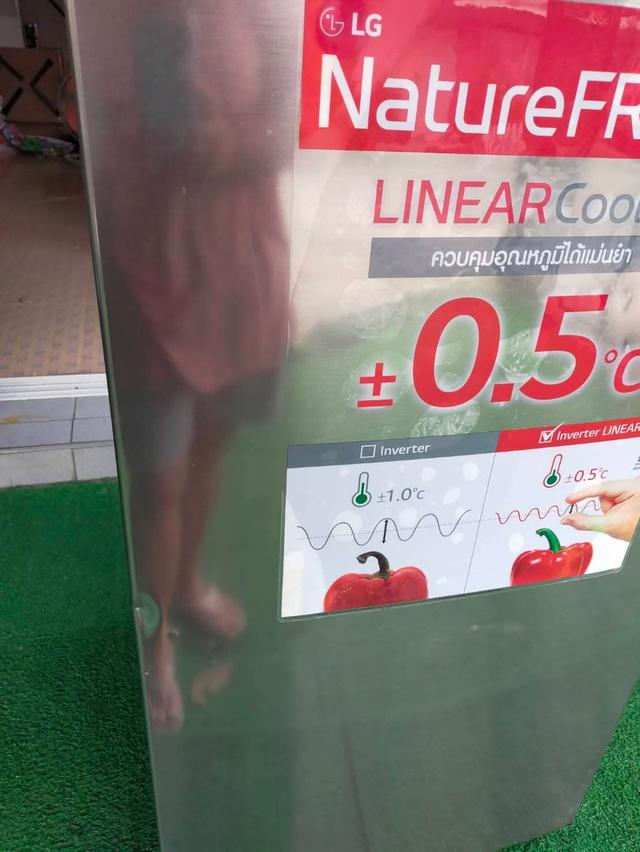 LG
NatureFR
LINEARCool
ควบคุมอุณหภูมิได้แม่นยำ
±0.5°C
Inverter
Inverter LINEAR
±1.0°c
±0.5°c